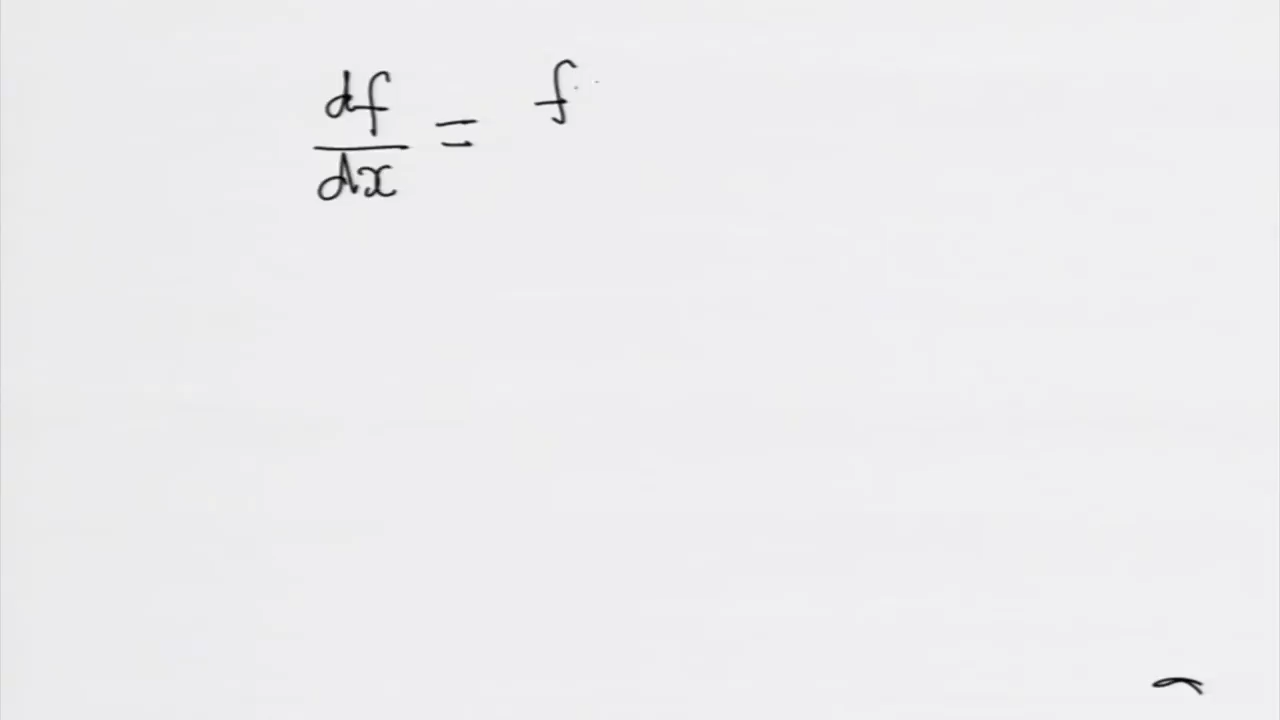 df/dx = f